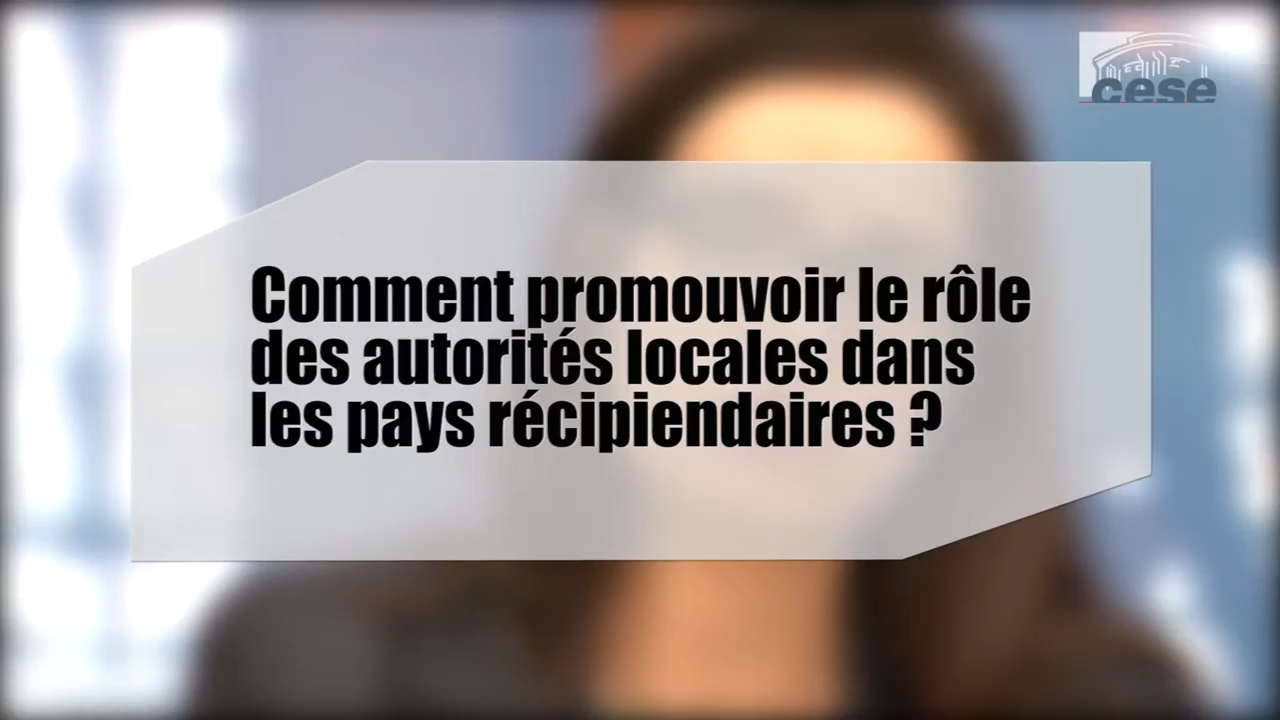 cese
Comment promouvoir le rôle
des autorités locales dans
les pays récipiendaires ?